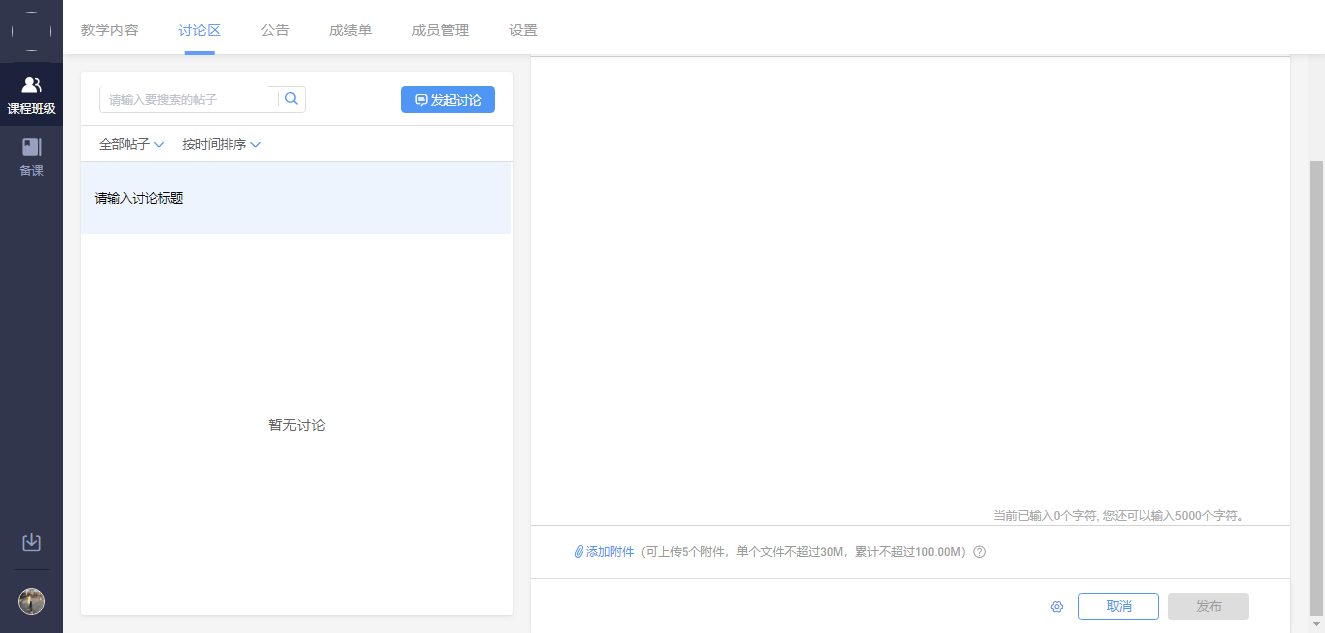 教学内容 讨论区 公告 成绩单 成员管理 设置
课程班级
备课
请输入要搜索的帖子
发起讨论
全部帖子 按时间排序
请输入讨论标题
暂无讨论
当前已输入0个字符, 您还可以输入5000个字符。
添加附件（可上传5个附件，单个文件不超过30M，累计不超过100.00M）?
取消 发布